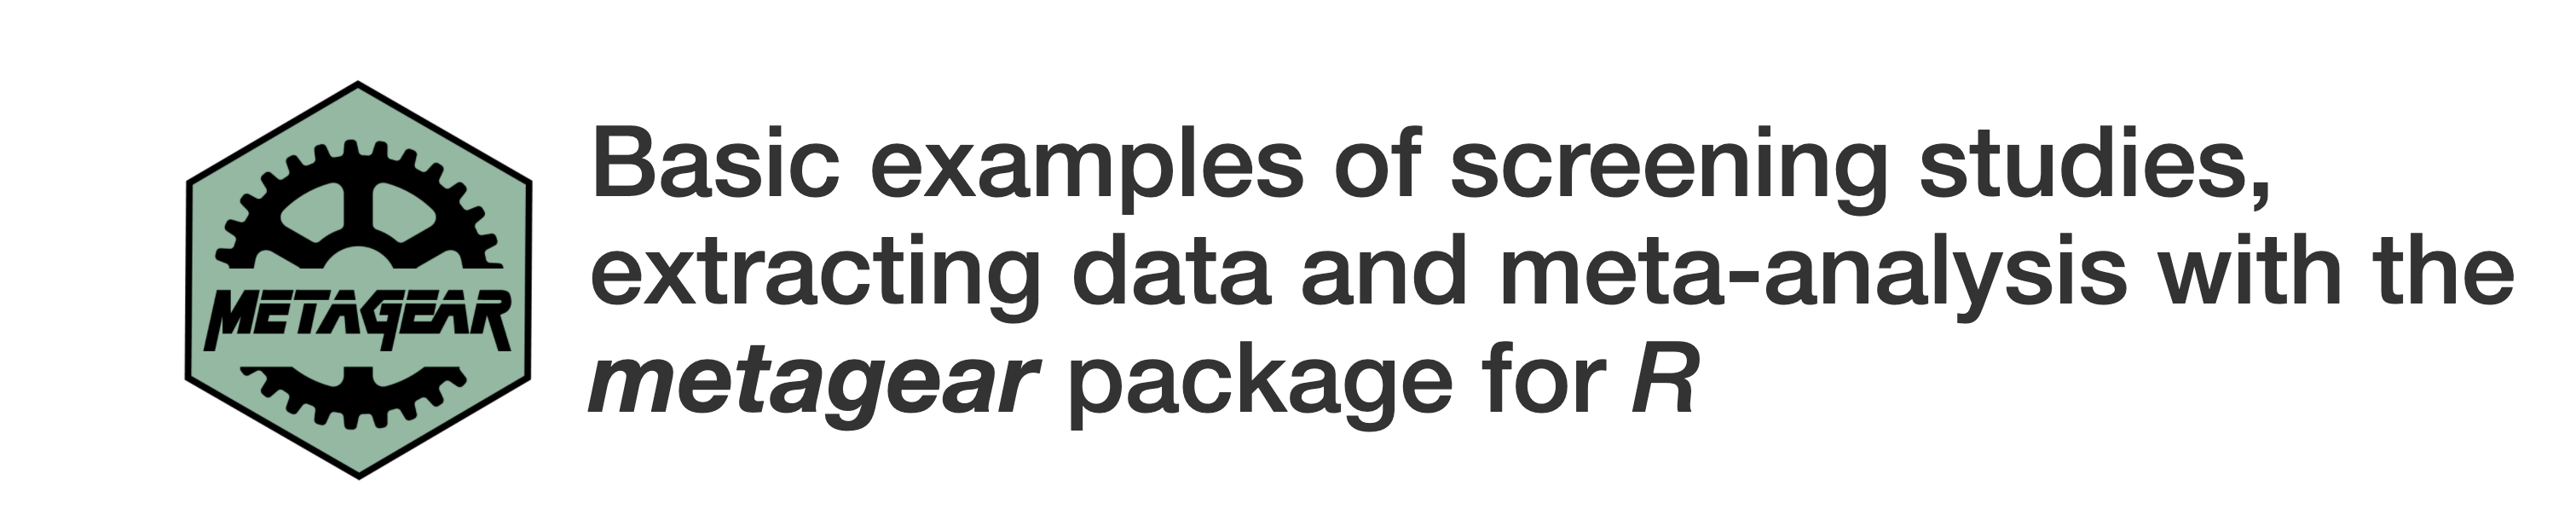 METAGEAR
Basic examples of screening studies,
extracting data and meta-analysis with the
metagear package for R